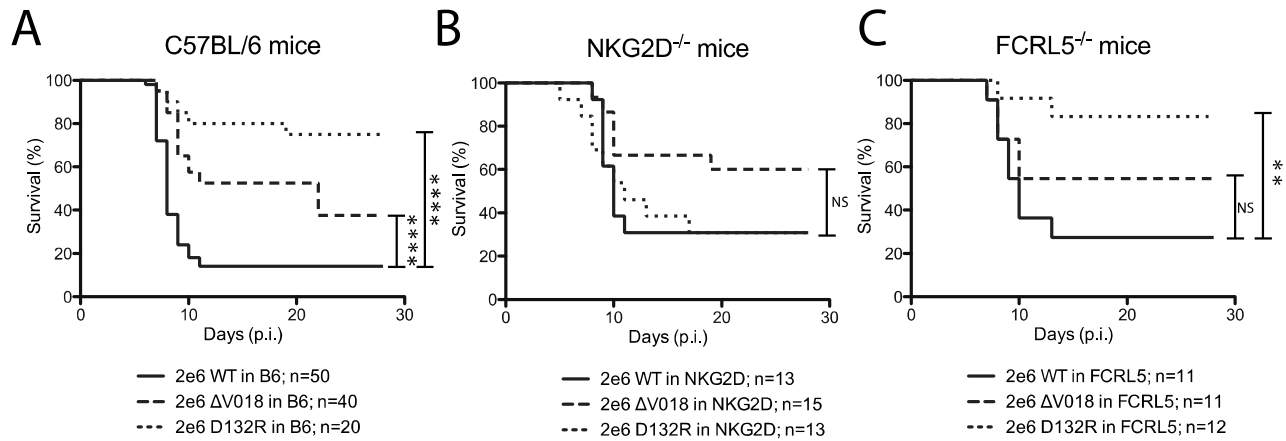 A
C57BL/6 mice
Survival (%)
100
80
60
40
20
0
0 10 20 30
Days (p.i.)
****
****
2e6 WT in B6; n=50
2e6 ΔV018 in B6; n=40
2e6 D132R in B6; n=20
B
NKG2D-/- mice
Survival (%)
100
80
60
40
20
0
0 10 20 30
Days (p.i.)
NS
2e6 WT in NKG2D; n=13
2e6 ΔV018 in NKG2D; n=15
2e6 D132R in NKG2D; n=13
C
FCRL5-/- mice
Survival (%)
100
80
60
40
20
0
0 10 20 30
Days (p.i.)
NS
**
2e6 WT in FCRL5; n=11
2e6 ΔV018 in FCRL5; n=11
2e6 D132R in FCRL5; n=12